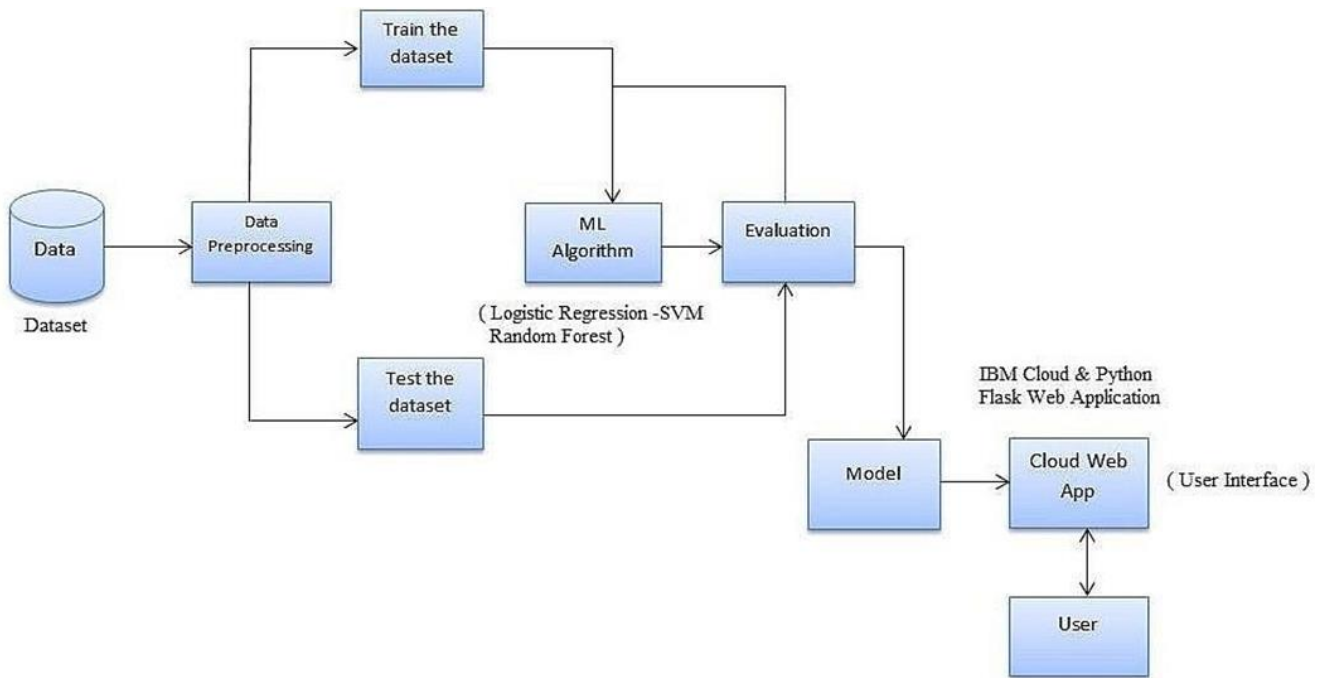 Train the
dataset
Data
Dataset
Data
Preprocessing
ML
Algorithm
( Logistic Regression -SVM
Random Forest )
Evaluation
Test the
dataset
Model
IBM Cloud & Python
Flask Web Application
Cloud Web
App
( User Interface )
User